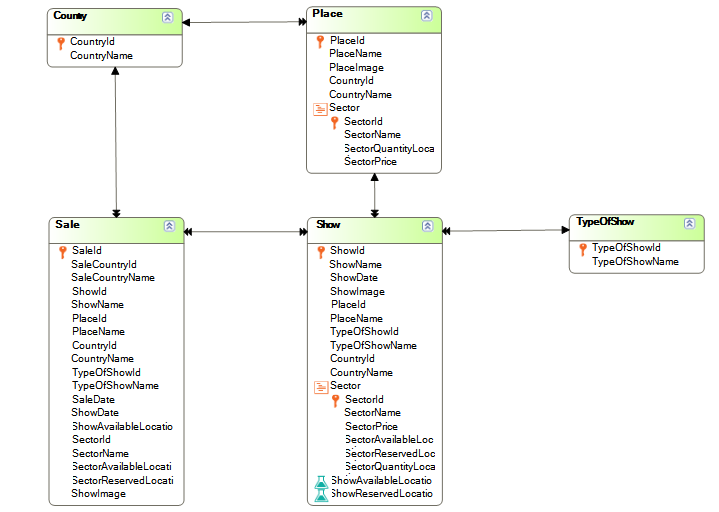 County
CountryId
CountryName
Place
PlaceId
PlaceName
PlaceImage
CountryId
CountryName
Sector
SectorId
SectorName
SectorQuantityLoca
SectorPrice
Sale
SaleId
SaleCountryId
SaleCountryName
ShowId
ShowName
PlaceId
PlaceName
CountryId
CountryName
TypeOfShowId
TypeOfShowName
SaleDate
ShowDate
ShowAvailableLocatio
SectorId
SectorName
SectorAvailableLocati
SectorReservedLocati
ShowImage
Show
ShowId
ShowName
ShowDate
ShowImage
PlaceId
PlaceName
TypeOfShowId
TypeOfShowName
CountryId
CountryName
Sector
SectorId
SectorName
SectorPrice
SectorAvailableLoc
SectorReservedLoc
SectorQuantityLoca
ShowAvailableLocatio
ShowReservedLocatio
TypeOfShow
TypeOfShowId
TypeOfShowName